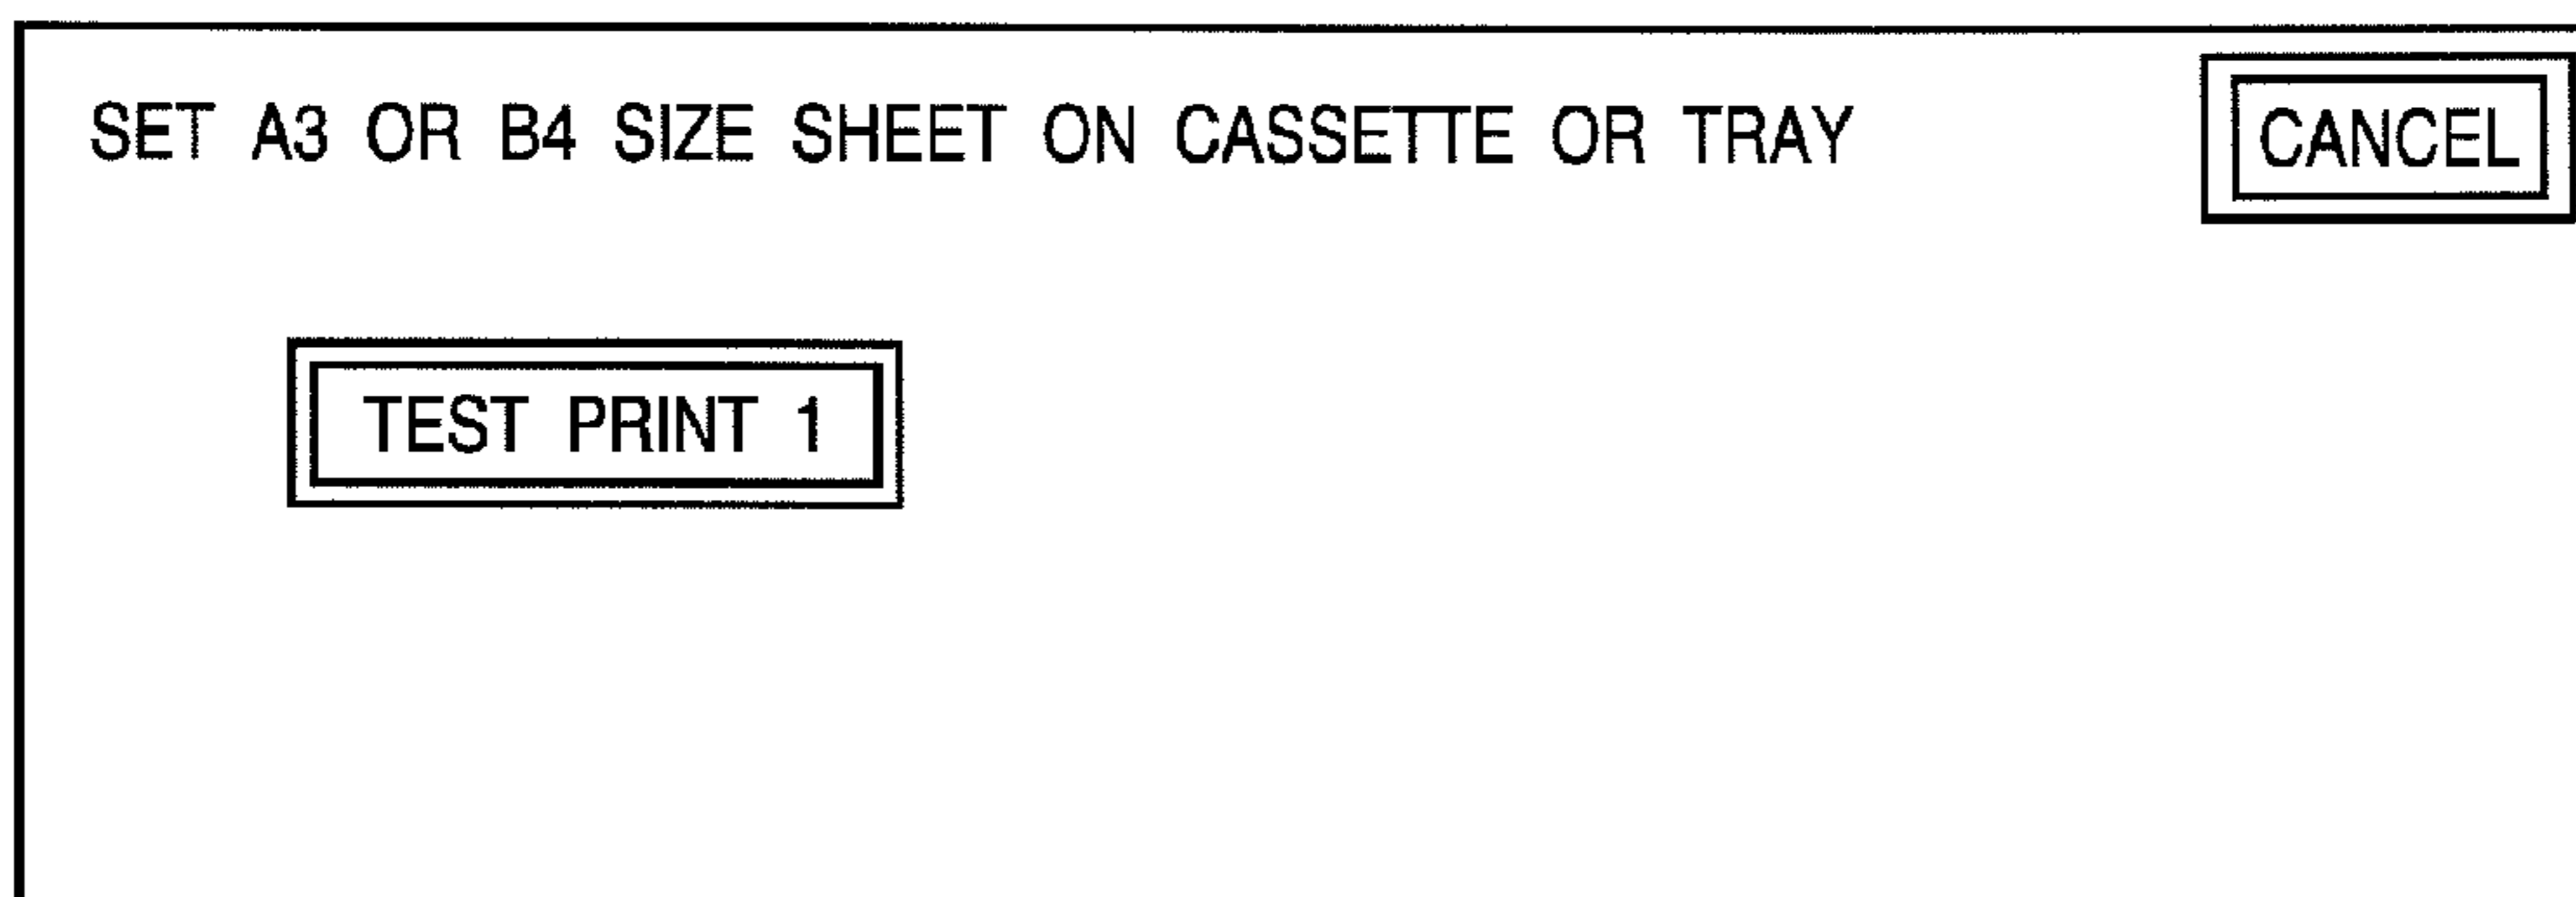 SET A3 OR B4 SIZE SHEET ON CASSETTE OR TRAY
CANCEL
TEST PRINT 1